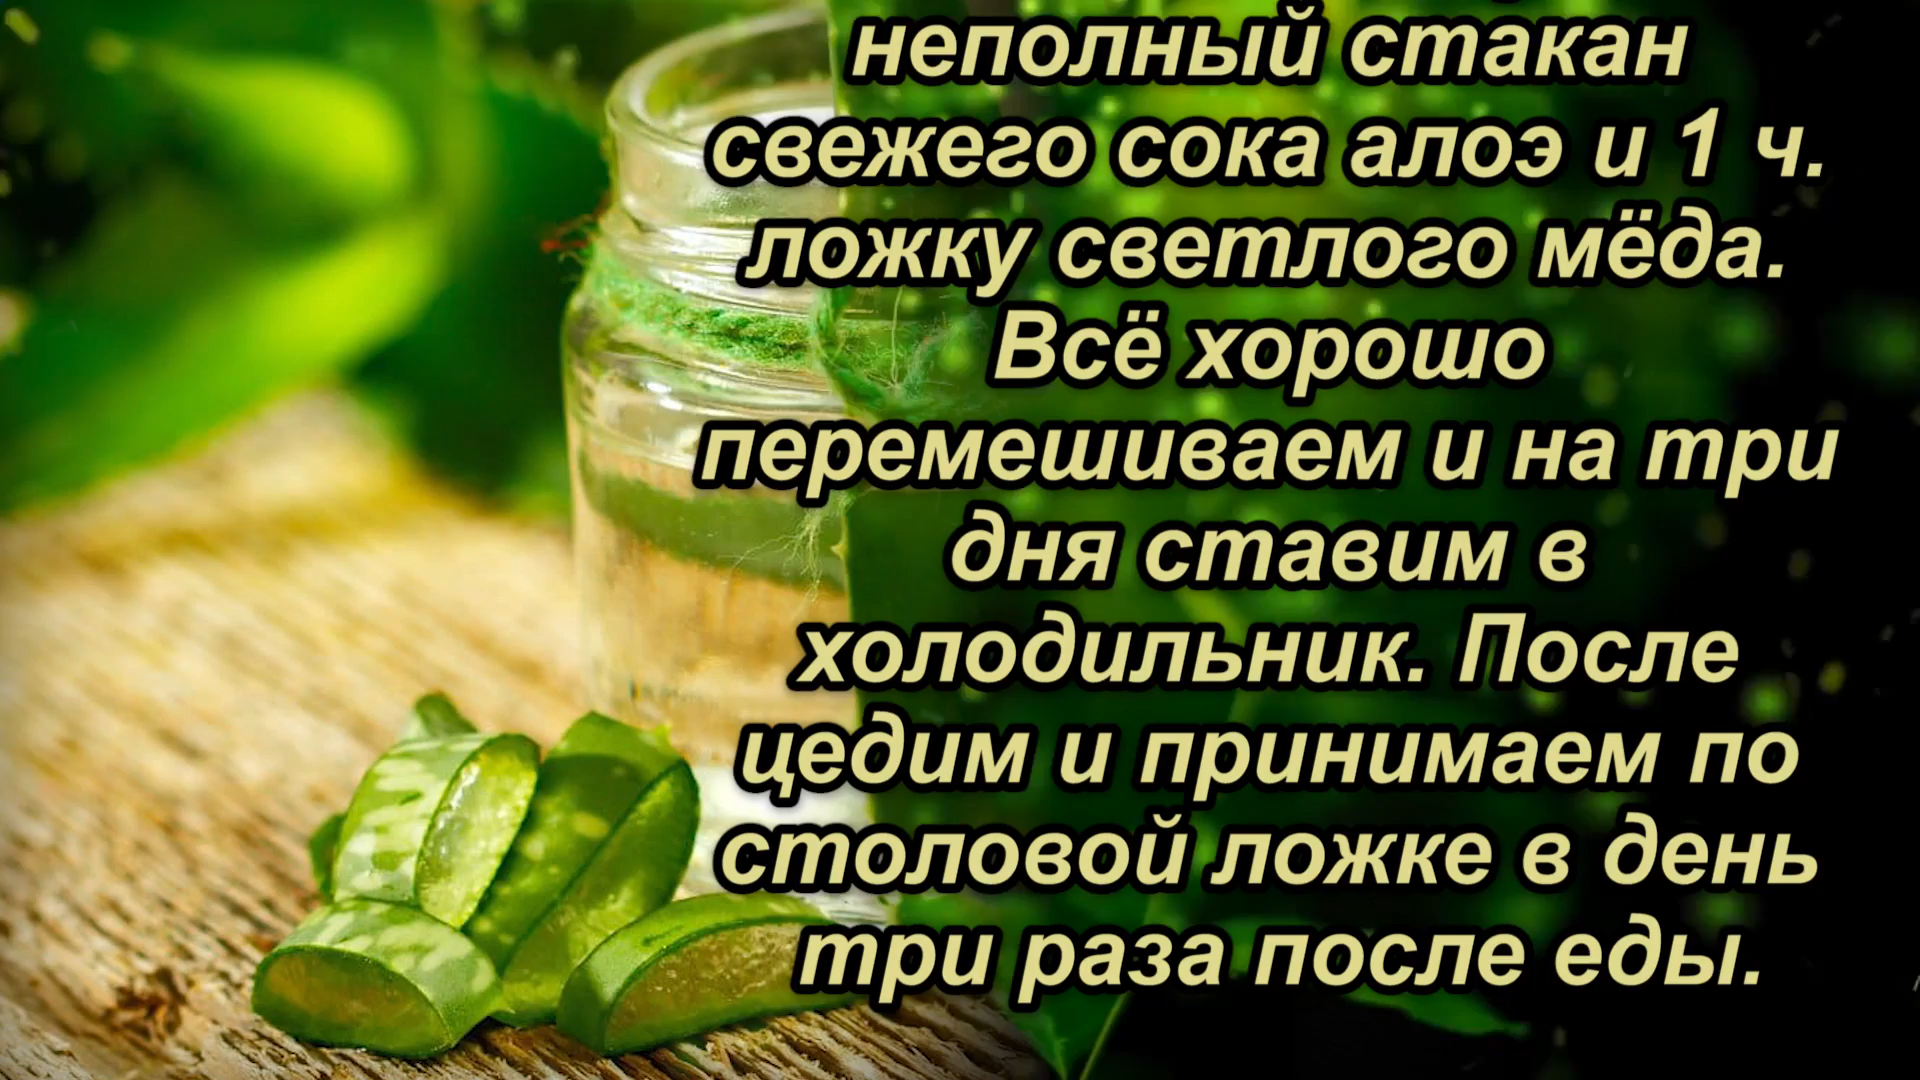 неполный стакан
свежего сока алоэ и 1 ч.
ложку светлого мёда.
Всё хорошо
перемешиваем и на три
дня ставим в
холодильник. После
цедим и принимаем по
столовой ложке в день
три раза после еды.